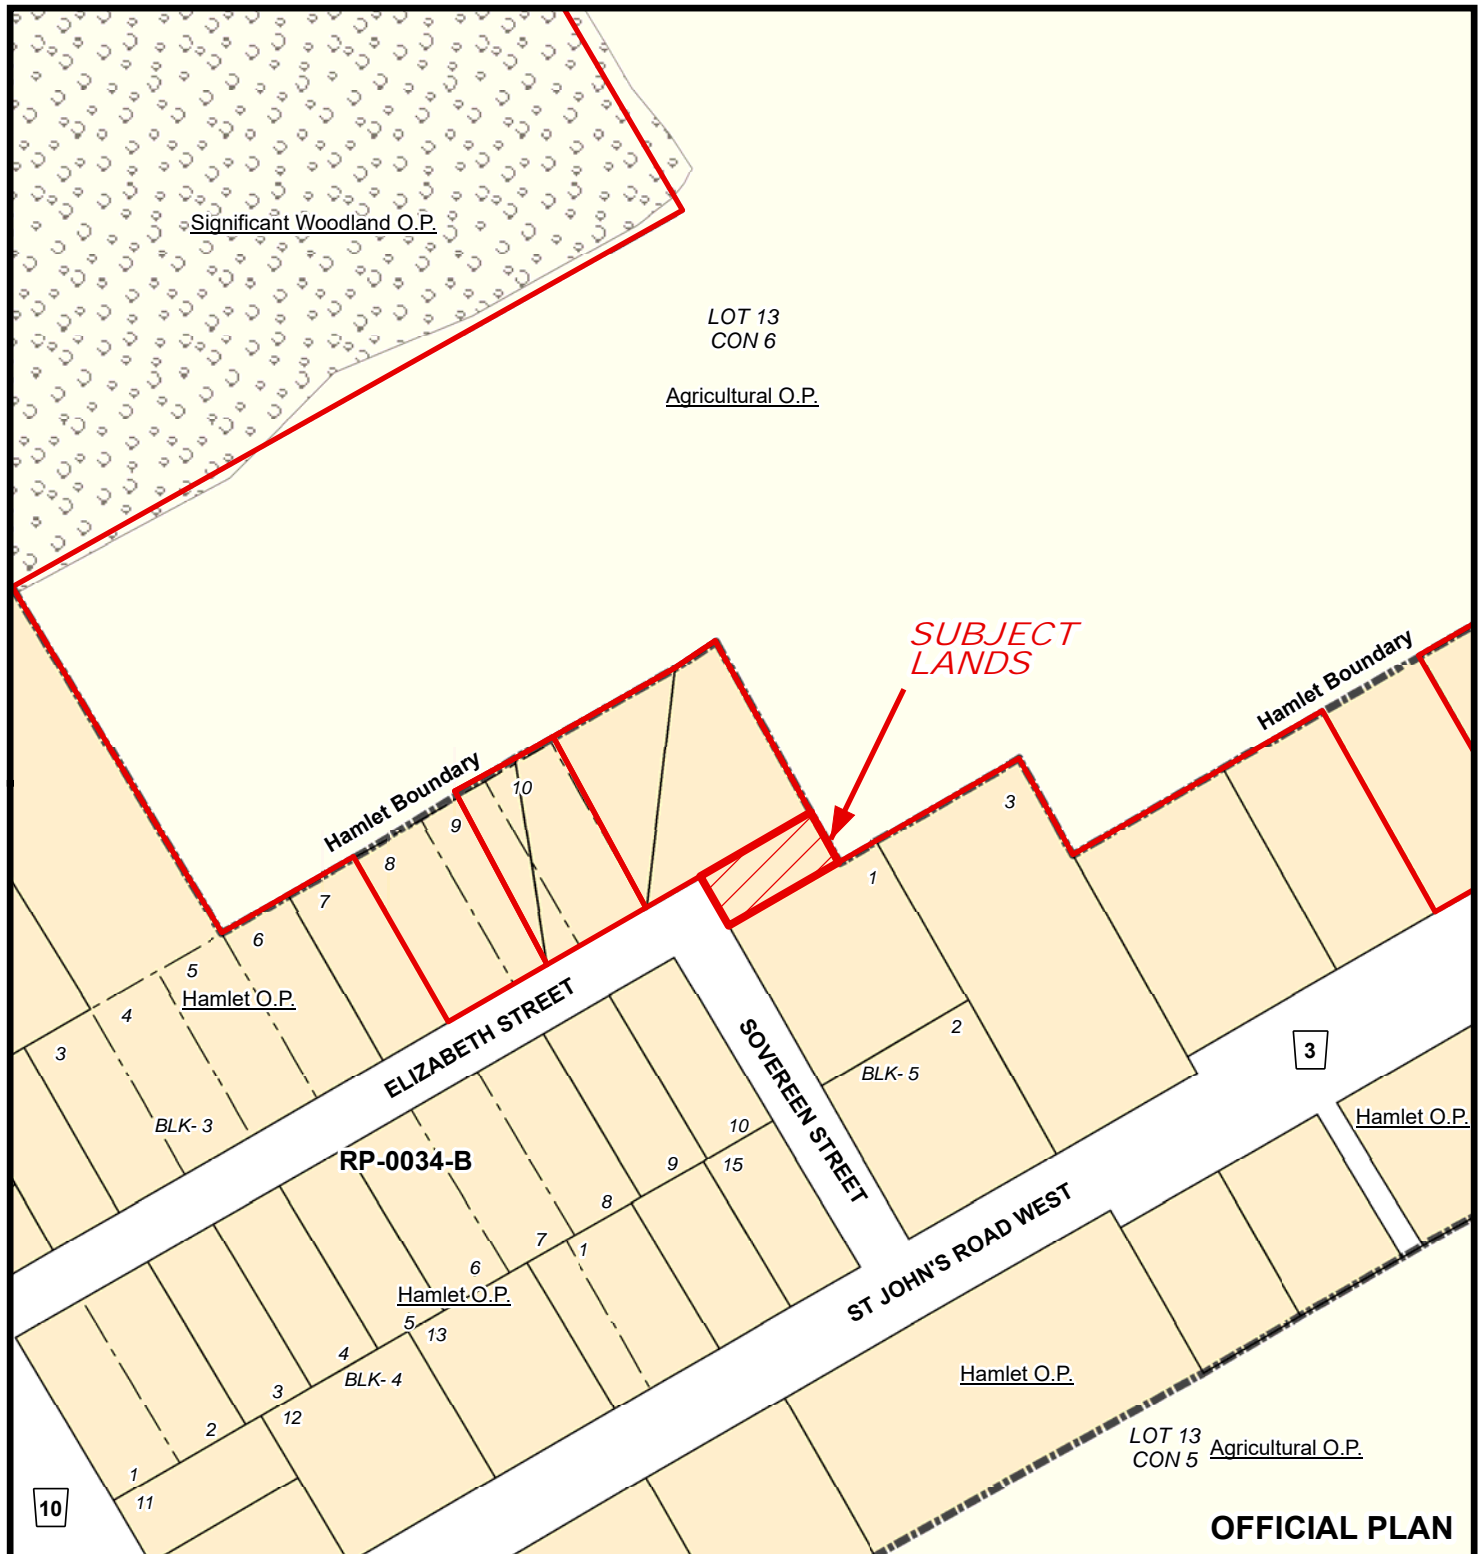 Significant Woodland O.P.
LOT 13
CON 6
Agricultural O.P.
SUBJECT
LANDS
Hamlet Boundary
Hamlet Boundary
10
9
8
7
6
5
4
3
3
1
2
Hamlet O.P.
BLK- 3
ELIZABETH STREET
SOVEREEN STREET
BLK- 5
3
Hamlet O.P.
RP-0034-B
10
9
15
8
7
1
6
Hamlet O.P.
5
13
4
BLK- 4
3
12
2
1
11
ST JOHN'S ROAD WEST
Hamlet O.P.
LOT 13
CON 5
Agricultural O.P.
10
OFFICIAL PLAN